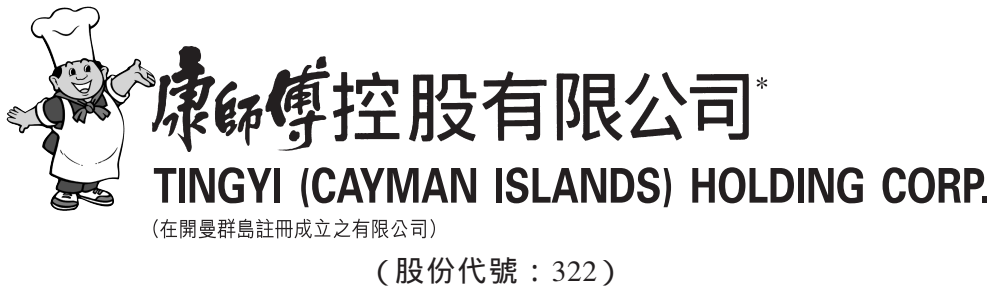 康師傅控股有限公司*
TINGYI (CAYMAN ISLANDS) HOLDING CORP.
（在開曼群島註冊成立之有限公司）
（股份代號：322）